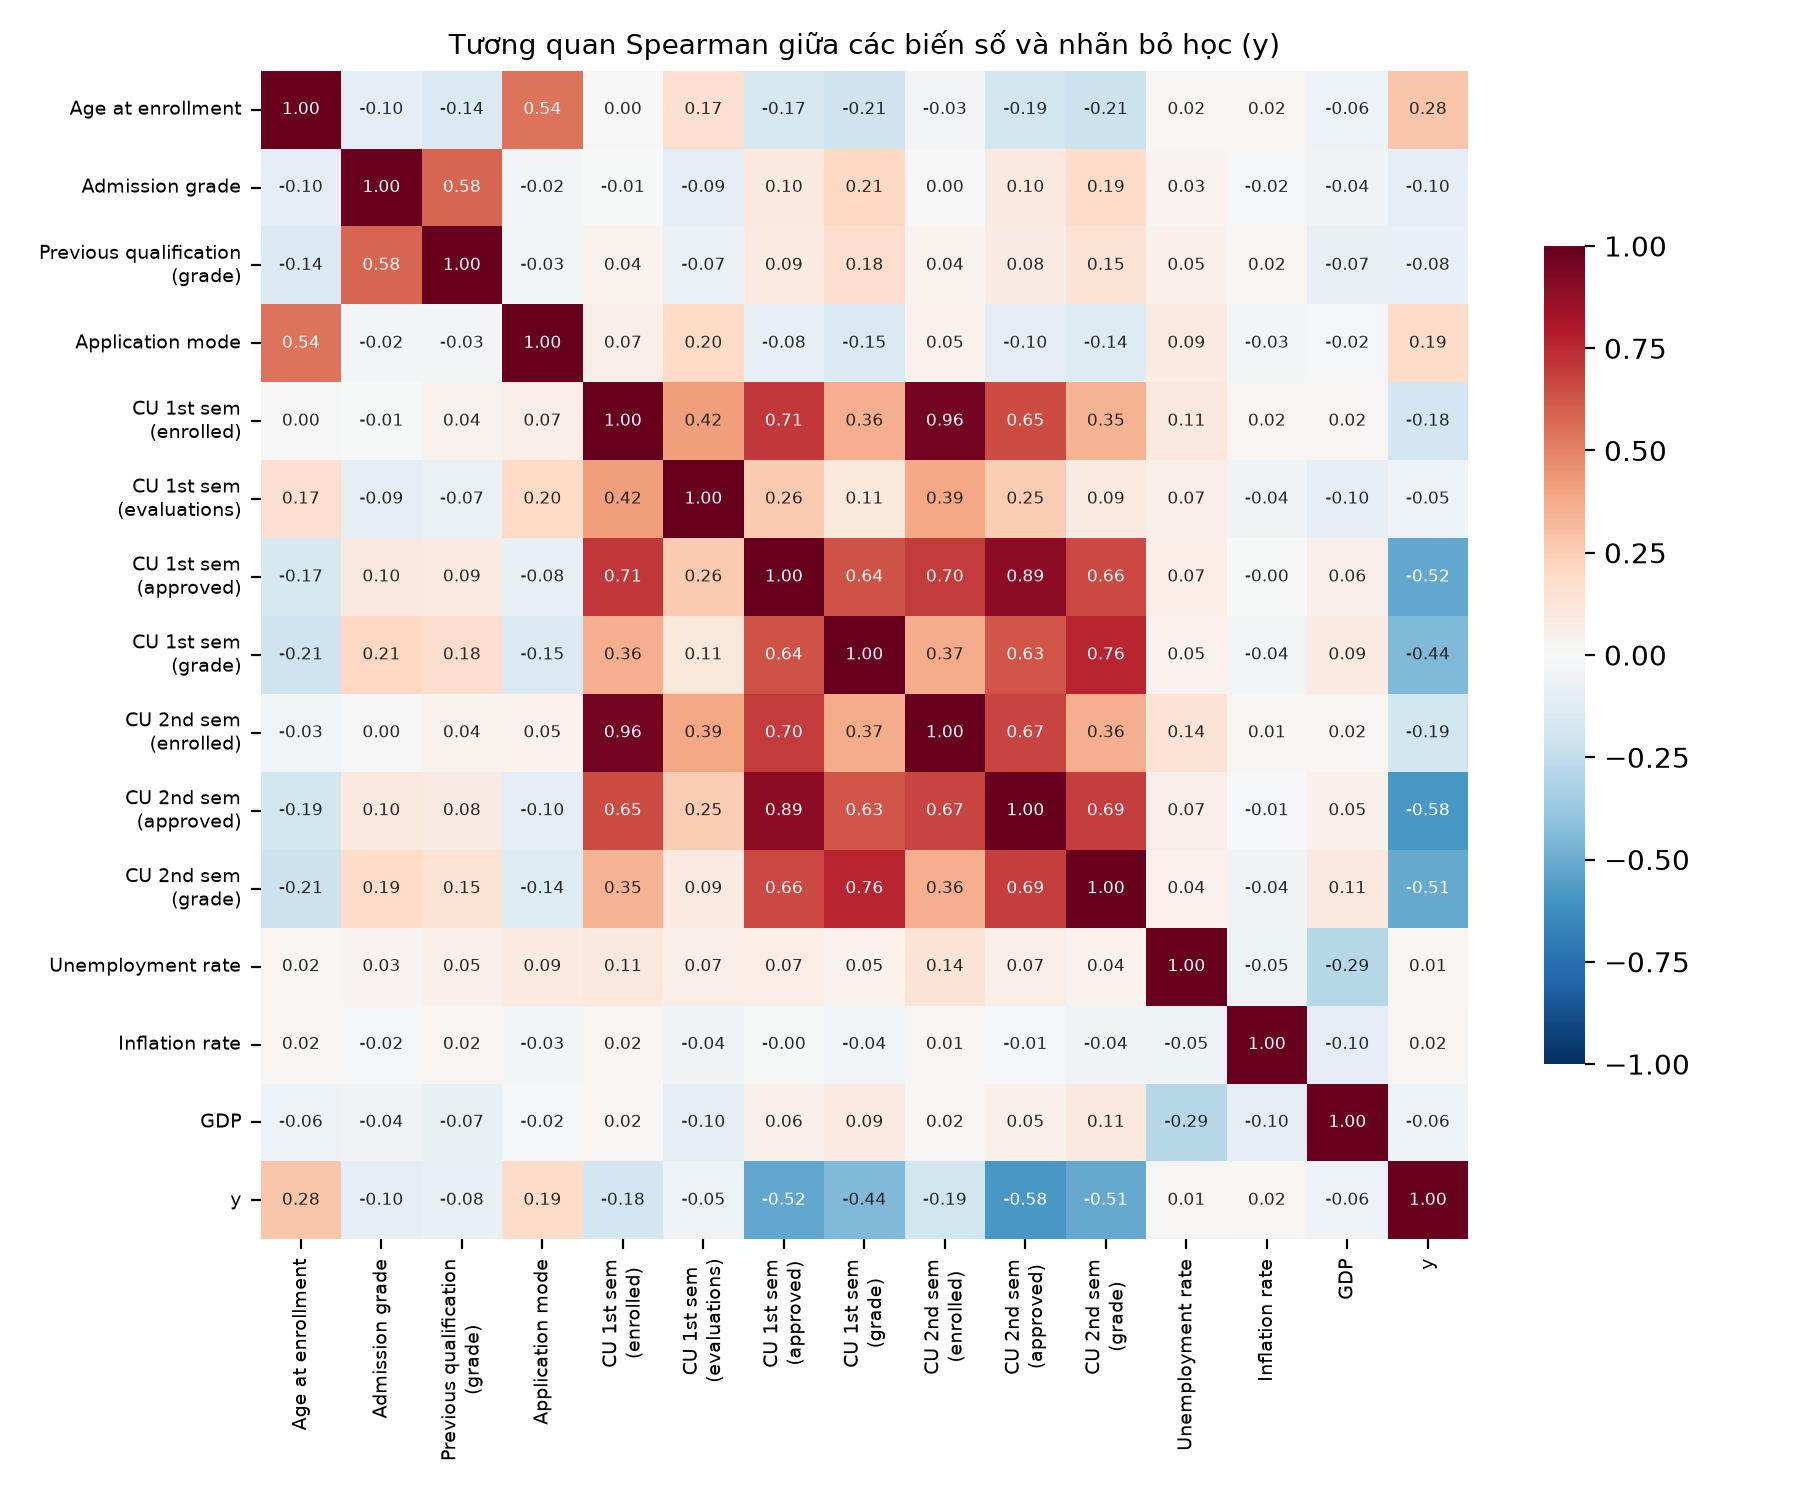 Tương quan Spearman giữa các biến số và nhãn bỏ học (y)
Age at enrollment 1.00 -0.10 -0.14 0.54 0.00 0.17 -0.17 -0.21 -0.03 -0.19 -0.21 0.02 0.02 -0.06 0.28
Admission grade -0.10 1.00 0.58 -0.02 -0.01 -0.09 0.10 0.21 0.00 0.10 0.19 0.03 -0.02 -0.04 -0.10
Previous qualification
(grade) -0.14 0.58 1.00 -0.03 0.04 -0.07 0.09 0.18 0.04 0.08 0.15 0.05 0.02 -0.07 -0.08
Application mode 0.54 -0.02 -0.03 1.00 0.07 0.20 -0.08 -0.15 0.05 -0.10 -0.14 0.09 -0.03 -0.02 0.19
CU 1st sem
(enrolled) 0.00 -0.01 0.04 0.07 1.00 0.42 0.71 0.36 0.96 0.65 0.35 0.11 0.02 0.02 -0.18
CU 1st sem
(evaluations) 0.17 -0.09 -0.07 0.20 0.42 1.00 0.26 0.11 0.39 0.25 0.09 0.07 -0.04 -0.10 -0.05
CU 1st sem
(approved) -0.17 0.10 0.09 -0.08 0.71 0.26 1.00 0.64 0.70 0.89 0.66 0.07 -0.00 0.06 -0.52
CU 1st sem
(grade) -0.21 0.21 0.18 -0.15 0.36 0.11 0.64 1.00 0.37 0.63 0.76 0.05 -0.04 0.09 -0.44
CU 2nd sem
(enrolled) -0.03 0.00 0.04 0.05 0.96 0.39 0.70 0.37 1.00 0.67 0.36 0.14 0.01 0.02 -0.19
CU 2nd sem
(approved) -0.19 0.10 0.08 -0.10 0.65 0.25 0.89 0.63 0.67 1.00 0.69 0.07 -0.01 0.05 -0.58
CU 2nd sem
(grade) -0.21 0.19 0.15 -0.14 0.35 0.09 0.66 0.76 0.36 0.69 1.00 0.04 -0.04 0.11 -0.51
Unemployment rate 0.02 0.03 0.05 0.09 0.11 0.07 0.07 0.05 0.14 0.07 0.04 1.00 -0.05 -0.29 0.01
Inflation rate 0.02 -0.02 0.02 -0.03 0.02 -0.04 -0.00 -0.04 0.01 -0.01 -0.04 -0.05 1.00 -0.10 0.02
GDP -0.06 -0.04 -0.07 -0.02 0.02 -0.10 0.06 0.09 0.02 0.05 0.11 -0.29 -0.10 1.00 -0.06
y 0.28 -0.10 -0.08 0.19 -0.18 -0.05 -0.52 -0.44 -0.19 -0.58 -0.51 0.01 0.02 -0.06 1.00
Age at enrollment
Admission grade
Previous qualification
(grade)
Application mode
CU 1st sem
(enrolled)
CU 1st sem
(evaluations)
CU 1st sem
(approved)
CU 1st sem
(grade)
CU 2nd sem
(enrolled)
CU 2nd sem
(approved)
CU 2nd sem
(grade)
Unemployment rate
Inflation rate
GDP
y
1.00
0.75
0.50
0.25
0.00
−0.25
−0.50
−0.75
−1.00